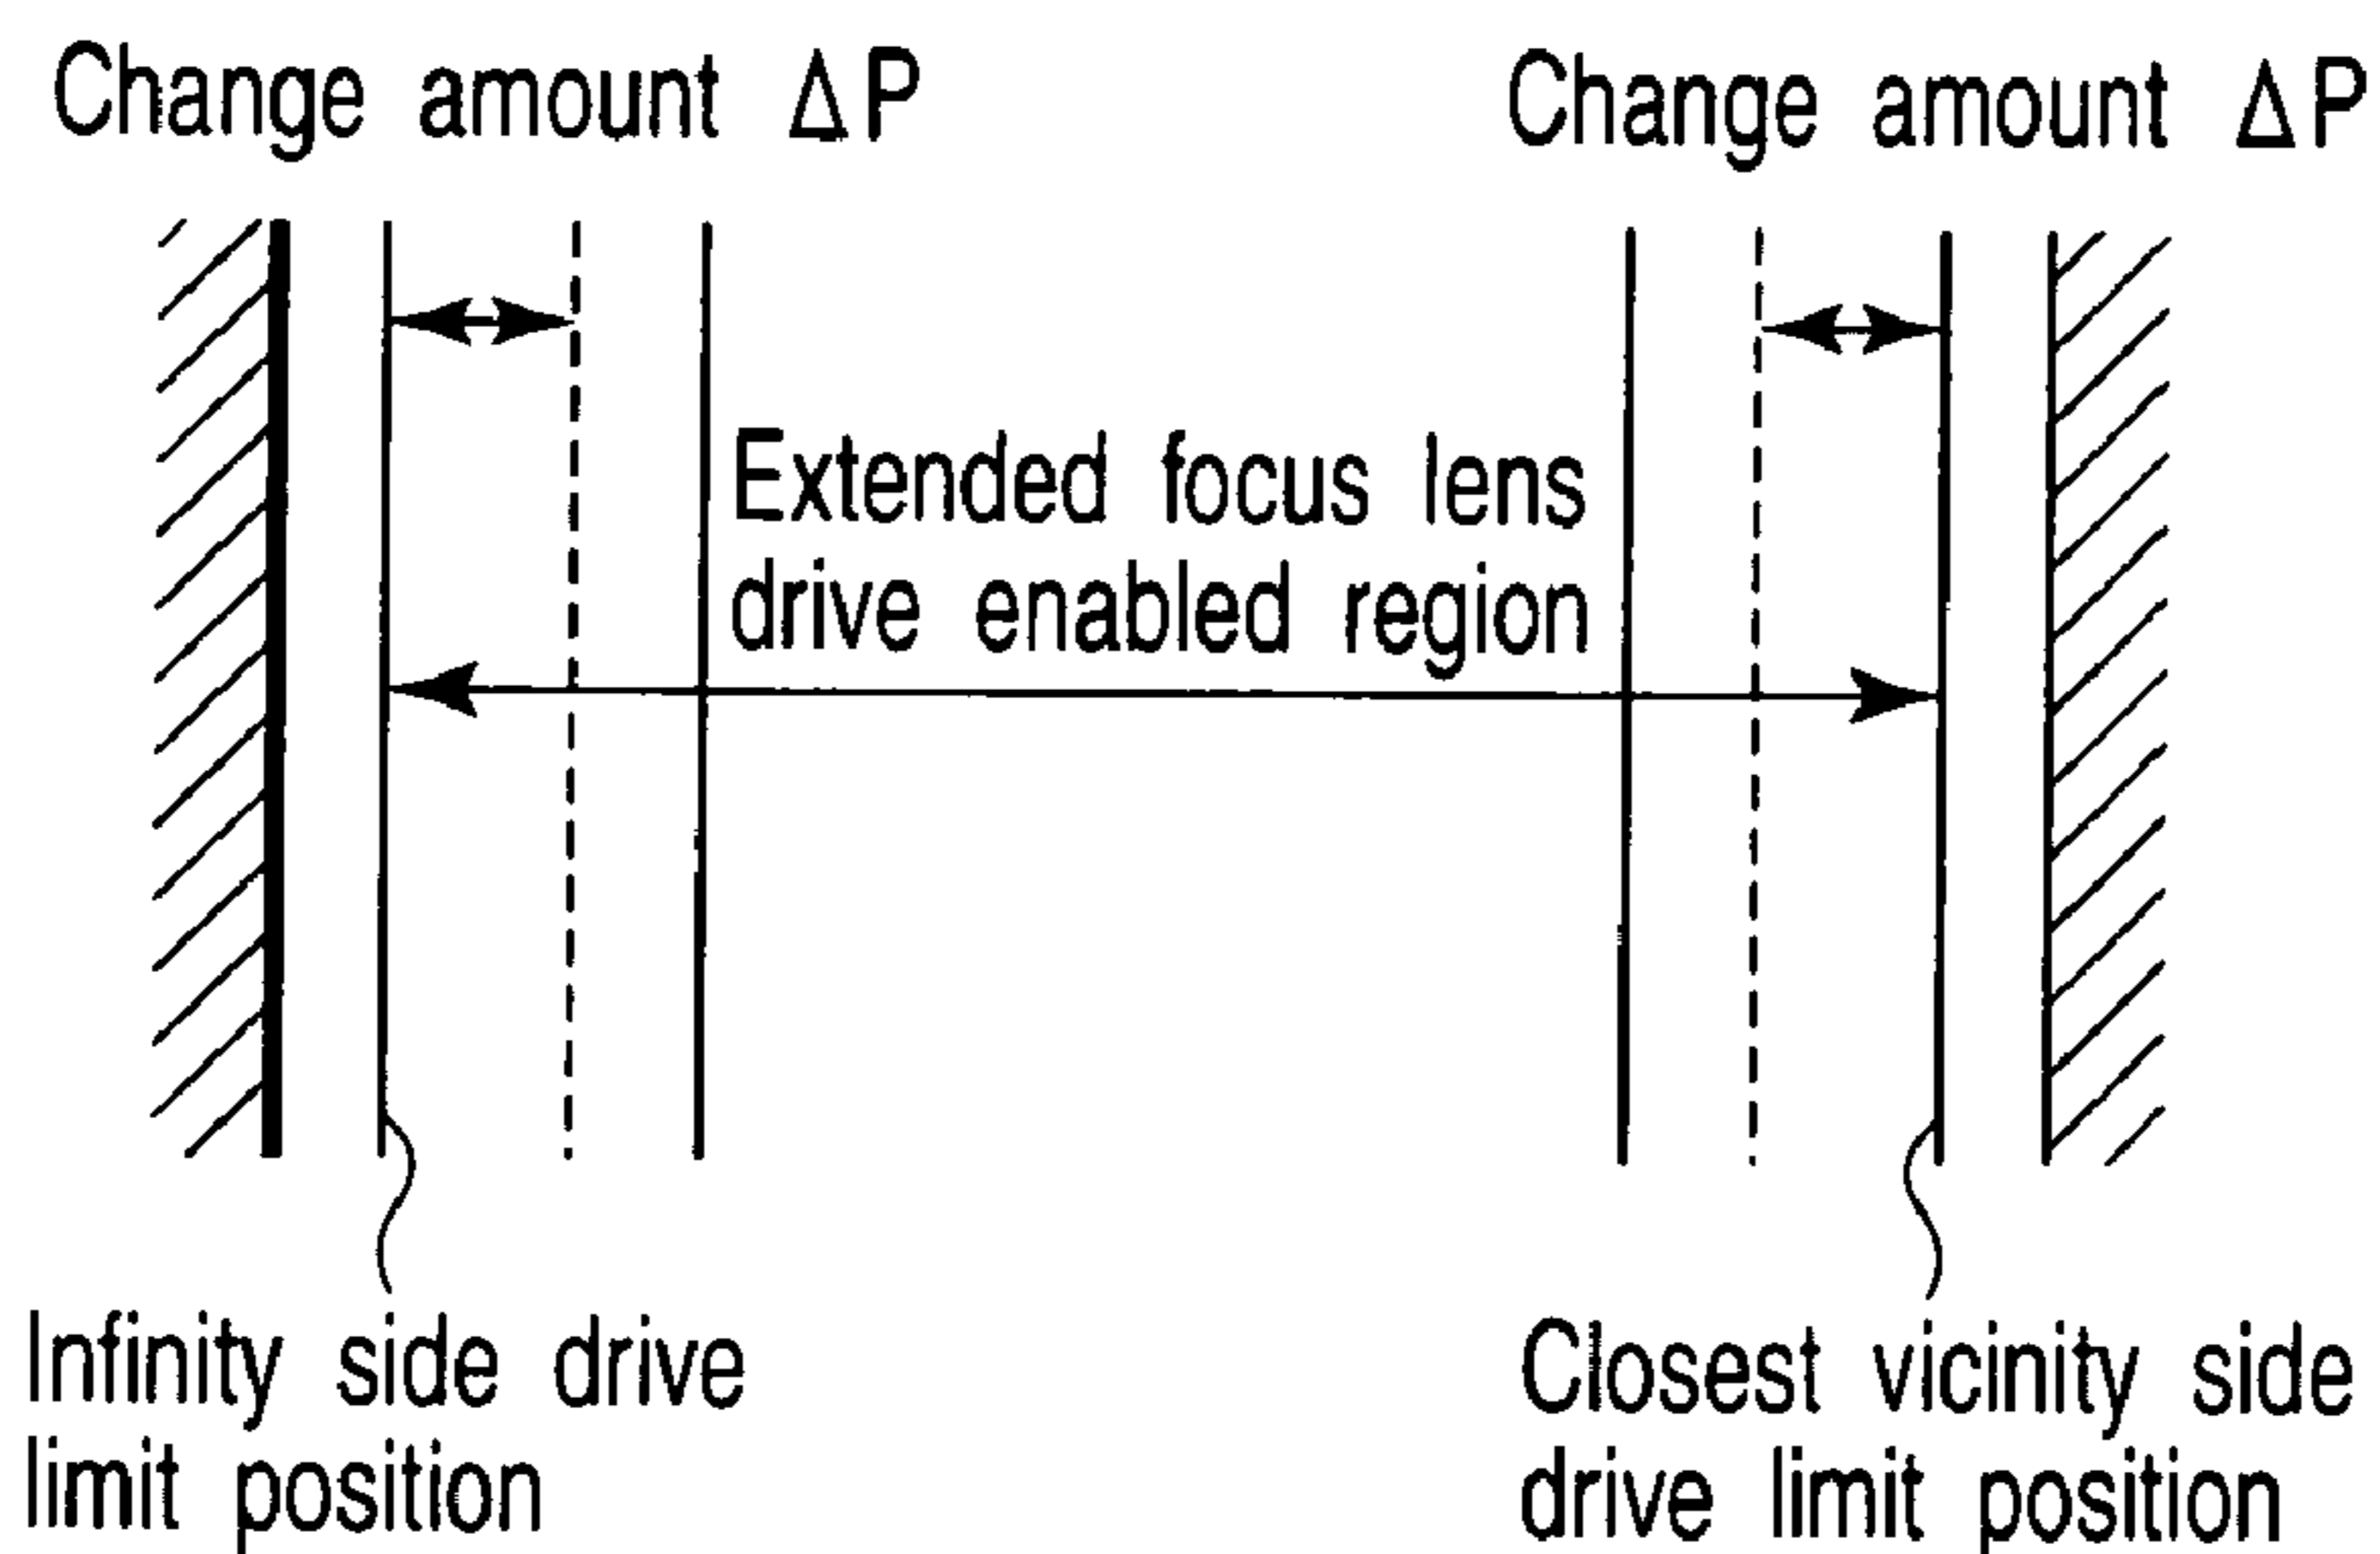 Change amount ΔP
Change amount ΔP
Extended focus lens
drive enabled region
Infinity side drive
limit position
Closest vicinity side
drive limit position